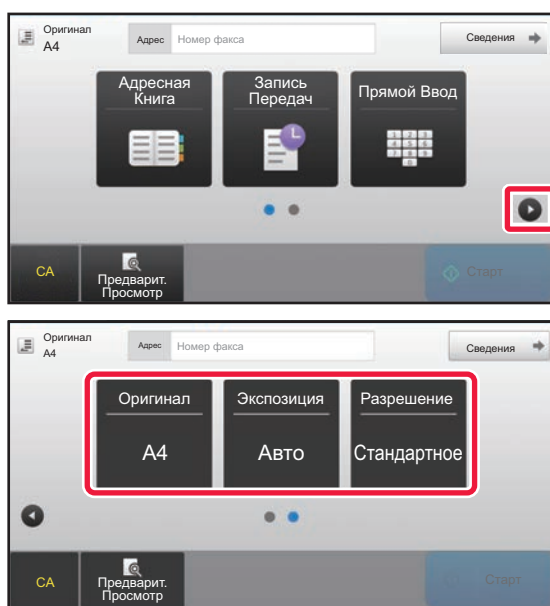 Оригинал
A4
Адрес
Номер факса
Сведения
Адресная
Книга
Запись
Передач
Прямой Ввод
CA
Предварит.
Просмотр
Старт
Оригинал
A4
Адрес
Номер факса
Сведения
Оригинал
Экспозиция
Разрешение
A4
Авто
Стандартное
CA
Предварит.
Просмотр
Старт